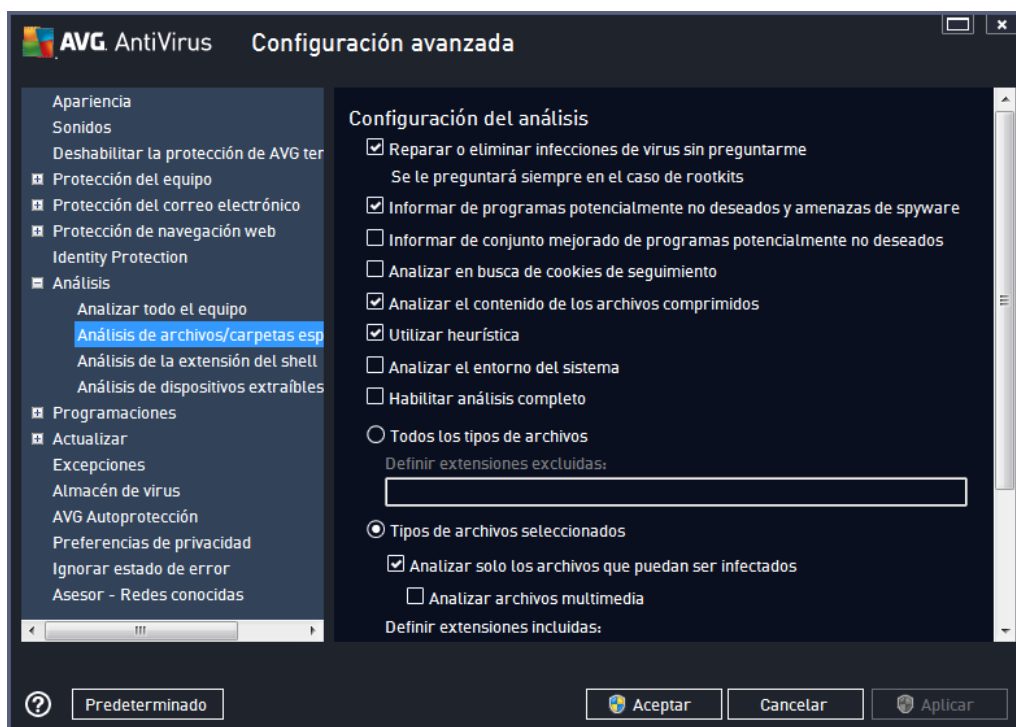 AVG. AntiVirus Configuración avanzada
Apariencia
Sonidos
Deshabilitar la protección de AVG ter
Protección del equipo
Protección del correo electrónico
Protección de navegación web
Identity Protection
Análisis
Analizar todo el equipo
Análisis de archivos/carpetas esp
Análisis de la extensión del shell
Análisis de dispositivos extraíbles
Programaciones
Actualizar
Excepciones
Almacén de virus
AVG Autoprotección
Preferencias de privacidad
Ignorar estado de error
Asesor - Redes conocidas
Configuración del análisis
Reparar o eliminar infecciones de virus sin preguntarme
Se le preguntará siempre en el caso de rootkits
Informar de programas potencialmente no deseados y amenazas de spyware
Informar de conjunto mejorado de programas potencialmente no deseados
Analizar en busca de cookies de seguimiento
Analizar el contenido de los archivos comprimidos
Utilizar heurística
Analizar el entorno del sistema
Habilitar análisis completo
Todos los tipos de archivos
Definir extensiones excluidas:
Tipos de archivos seleccionados
Analizar solo los archivos que puedan ser infectados
Analizar archivos multimedia
Definir extensiones incluidas:
? Predeterminado Aceptar Cancelar Aplicar